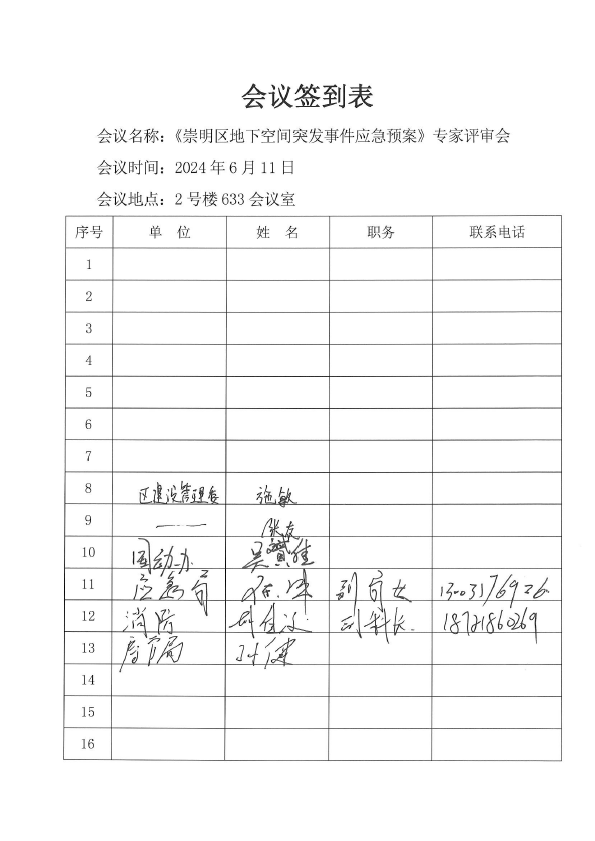 会议签到表
会议名称：《崇明区地下空间突发事件应急预案》专家评审会
会议时间：2024年6月11日
会议地点：2号楼633会议室
序号 单 位 姓 名 职务 联系电话
1
2
3
4
5
6
7
8 区建设管理委 施敏
9 —— 张友
10 国动办
11 应急局
12 消防 副科长 18721860269
13 房管局 孙健
14
15
16